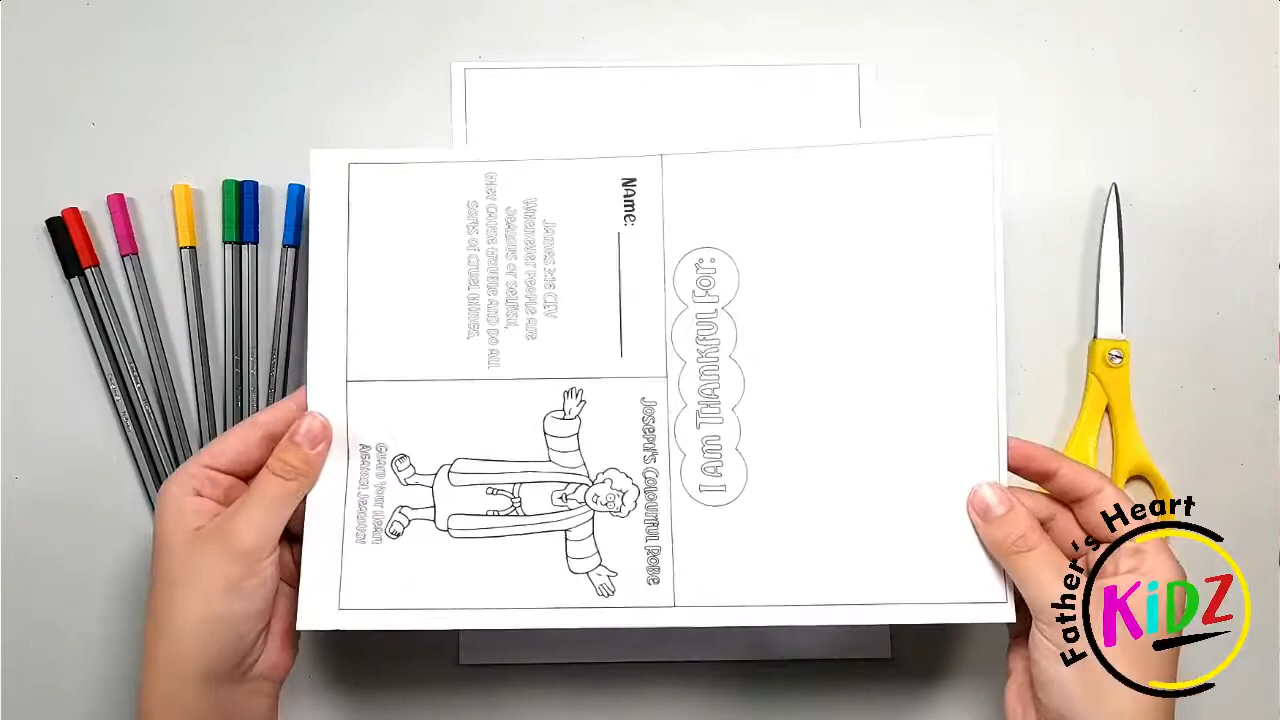 Name:
James 3:16 CEV
Whenever people are
jealous or selfish,
they cause trouble and do all
sorts of cruel things.
Joseph's Colourful Robe
Guard Your Heart
Against Jealousy
I am Thankful For:
Father's Heart
KiDZ